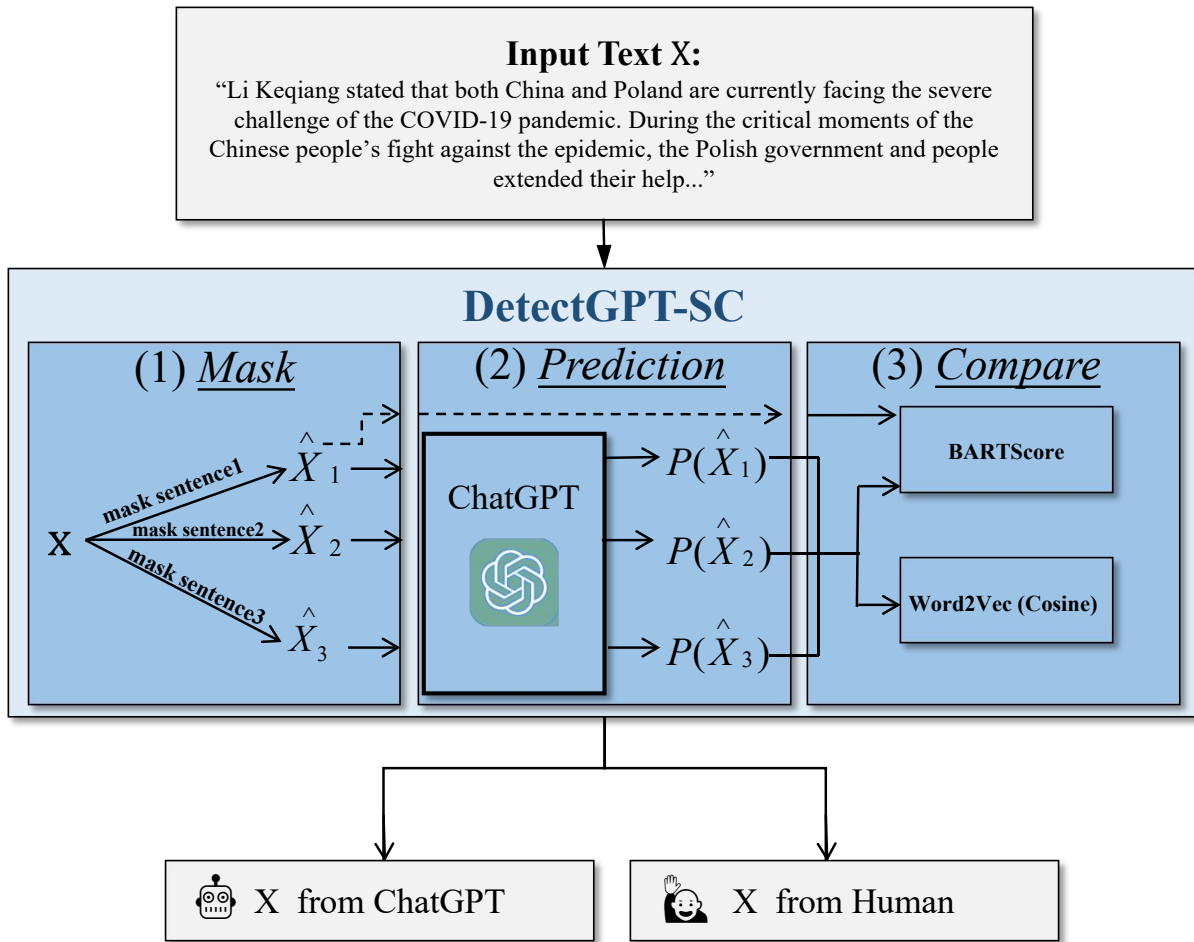 Input Text X:
“Li Keqiang stated that both China and Poland are currently facing the severe
challenge of the COVID-19 pandemic. During the critical moments of the
Chinese people’s fight against the epidemic, the Polish government and people
extended their help...”
DetectGPT-SC
(1) Mask
(2) Prediction
(3) Compare
X
mask sentence1
mask sentence2
mask sentence3
X̂ 1
X̂ 2
X̂ 3
ChatGPT
P(X̂ 1)
P(X̂ 2)
P(X̂ 3)
BARTScore
Word2Vec (Cosine)
X from ChatGPT
X from Human